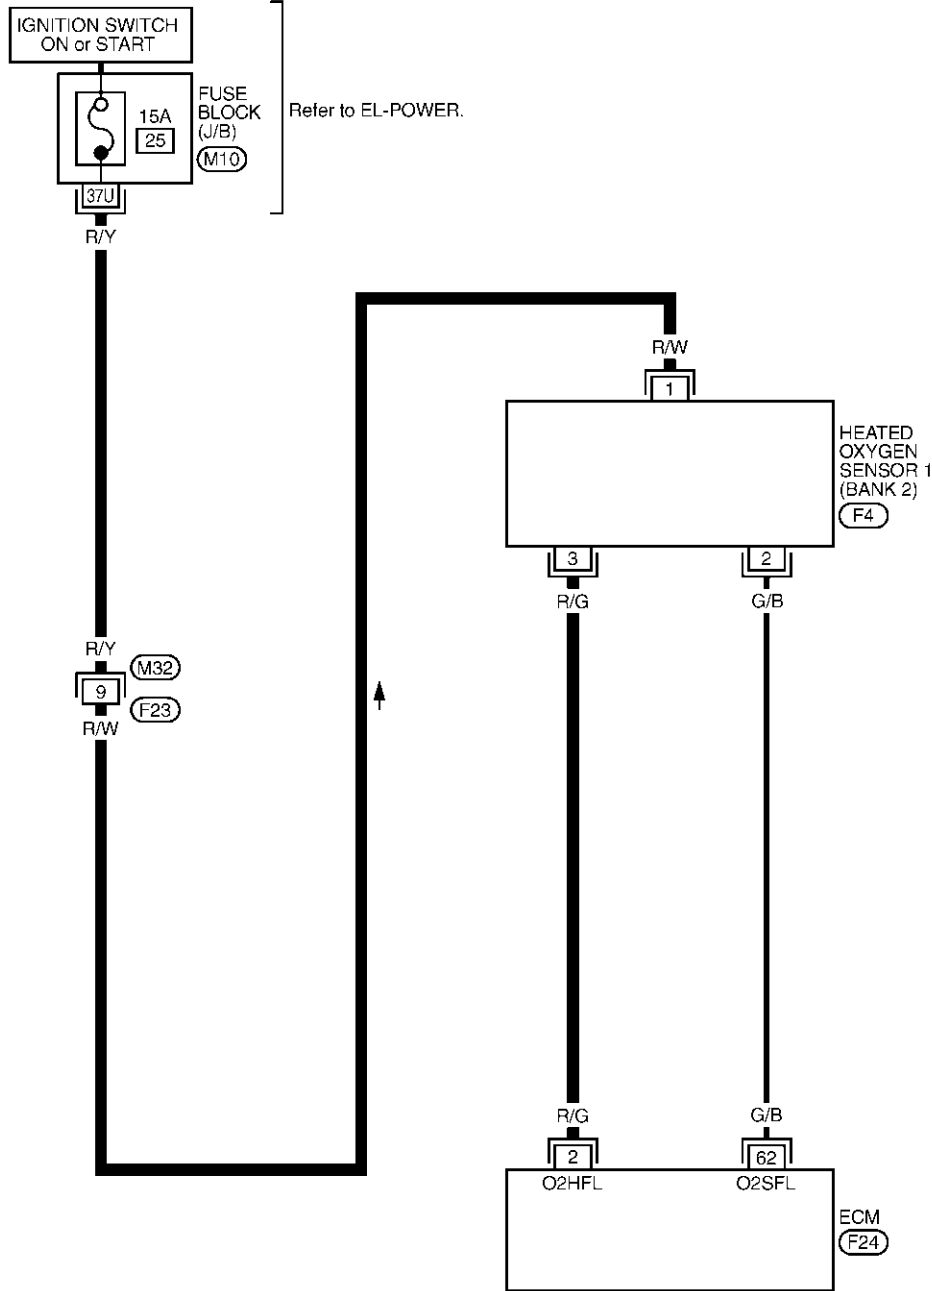 IGNITION SWITCH
ON or START
15A
25
FUSE
BLOCK
(J/B)
M10
Refer to EL-POWER.
37U
R/Y
R/W
1
HEATED
OXYGEN
SENSOR 1
(BANK 2)
F4
3
2
R/G
G/B
R/Y
M32
9
F23
R/W
R/G
G/B
2
62
O2HFL
O2SFL
ECM
F24